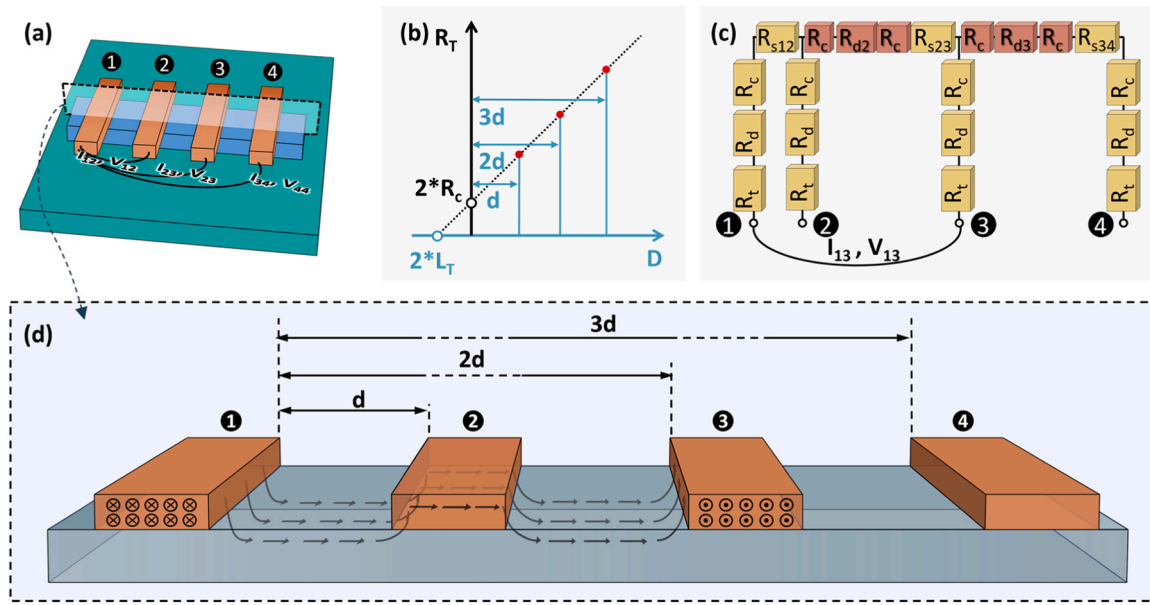 (a)
❶
❷
❸
❹
I12, V12
I23, V23
I34, V44
(b)
RT
3d
2d
d
2*Rc
2*LT
D
(c)
Rs12 Rc Rd2 Rc Rs23 Rc Rd3 Rc Rs34
Rc Rc Rc Rc
Rd Rd Rd Rd
Rt Rt Rt Rt
❶ ❷ ❸ ❹
I13 , V13
(d)
3d
2d
d
❶ ❷ ❸ ❹